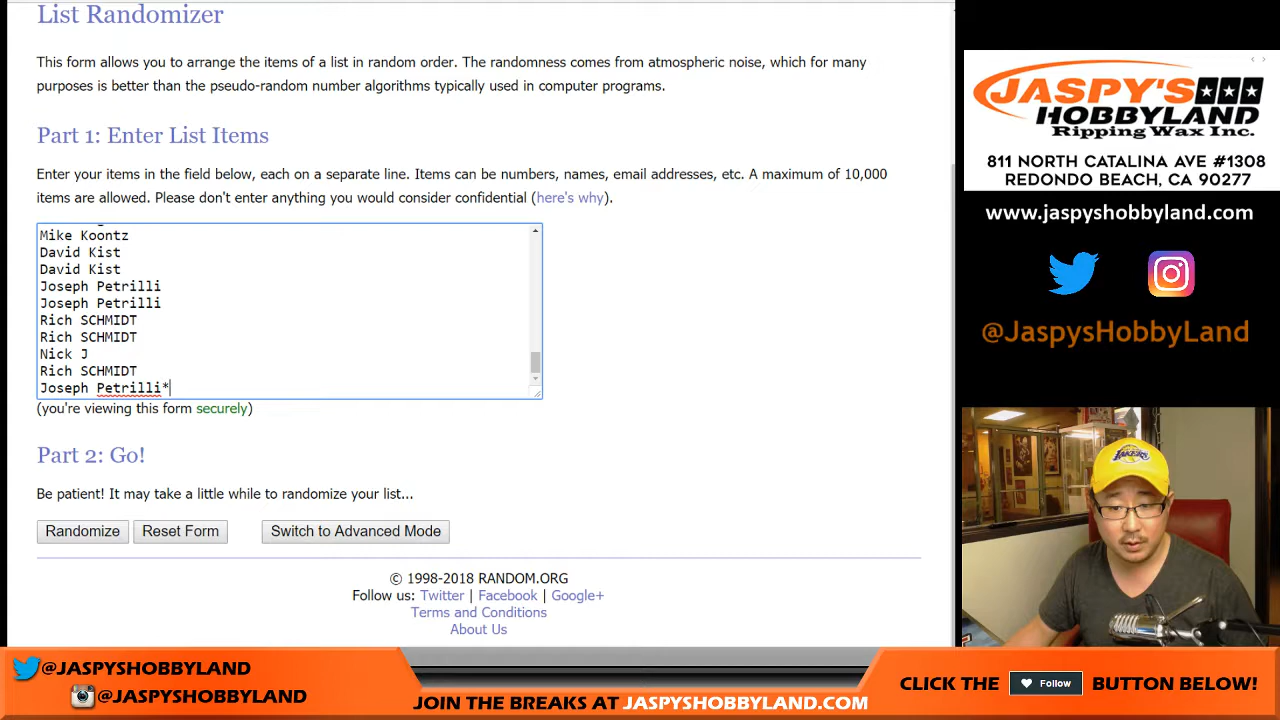 List Randomizer
This form allows you to arrange the items of a list in random order. The randomness comes from atmospheric noise, which for many
purposes is better than the pseudo-random number algorithms typically used in computer programs.
Part 1: Enter List Items
Enter your items in the field below, each on a separate line. Items can be numbers, names, email addresses, etc. A maximum of 10,000
items are allowed. Please don't enter anything you would consider confidential (here's why).
Mike Koontz
David Kist
David Kist
Joseph Petrilli
Joseph Petrilli
Rich SCHMIDT
Rich SCHMIDT
Nick J
Rich SCHMIDT
Joseph Petrilli*
(you're viewing this form securely)
Part 2: Go!
Be patient! It may take a little while to randomize your list...
Randomize Reset Form Switch to Advanced Mode
© 1998-2018 RANDOM.ORG
Follow us: Twitter | Facebook | Google+
Terms and Conditions
About Us
JASPY'S
HOBBYLAND
Ripping Wax Inc.
811 NORTH CATALINA AVE #1308
REDONDO BEACH, CA 90277
www.jaspyshobbyland.com
@JaspysHobbyLand
LAKERS
@JASPYSHOBBYLAND
@JASPYSHOBBYLAND
JOIN THE BREAKS AT JASPYSHOBBYLAND.COM
CLICK THE Follow BUTTON BELOW!